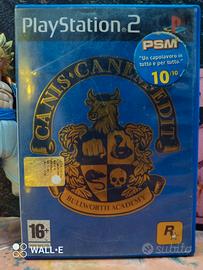 PlayStation 2
PSM
"Un capolavoro in
tutto e per tutto."
10/10
CANIS·CANEM·EDIT
BULLWORTH ACADEMY
16+
R
Subito
WALL•E